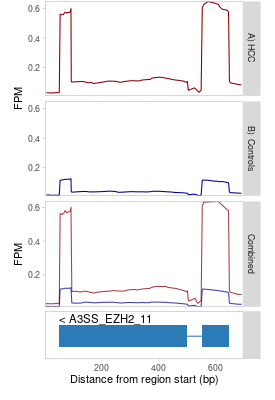 0.6
0.4
0.2
FPM
A) HCC
0.6
0.4
0.2
B) Controls
0.6
0.4
0.2
FPM
Combined
< A3SS_EZH2_11
200
400
600
Distance from region start (bp)